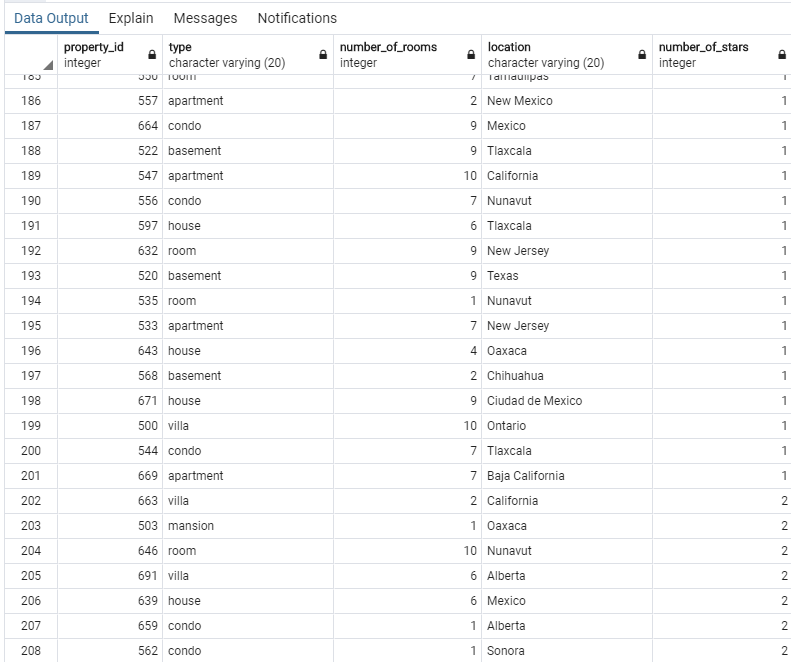 Data Output Explain Messages Notifications
property_id type number_of_rooms location number_of_stars
integer character varying (20) integer character varying (20) integer
185 550 room 7 Tamaulipas 1
186 557 apartment 2 New Mexico 1
187 664 condo 9 Mexico 1
188 522 basement 9 Tlaxcala 1
189 547 apartment 10 California 1
190 556 condo 7 Nunavut 1
191 597 house 6 Tlaxcala 1
192 632 room 9 New Jersey 1
193 520 basement 9 Texas 1
194 535 room 1 Nunavut 1
195 533 apartment 7 New Jersey 1
196 643 house 4 Oaxaca 1
197 568 basement 2 Chihuahua 1
198 671 house 9 Ciudad de Mexico 1
199 500 villa 10 Ontario 1
200 544 condo 7 Tlaxcala 1
201 669 apartment 7 Baja California 1
202 663 villa 2 California 2
203 503 mansion 1 Oaxaca 2
204 646 room 10 Nunavut 2
205 691 villa 6 Alberta 2
206 639 house 6 Mexico 2
207 659 condo 1 Alberta 2
208 562 condo 1 Sonora 2